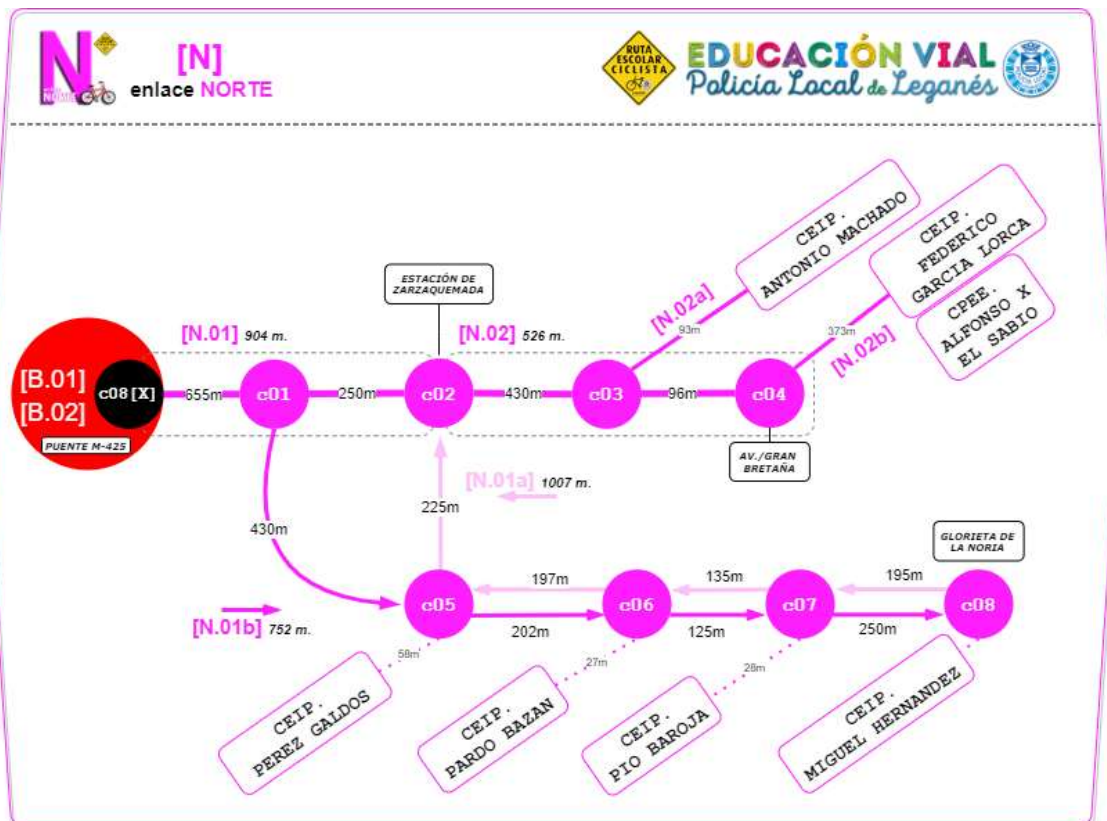 N
NORTE
[N]
enlace NORTE
RUTA
ESCOLAR
CICLISTA
EDUCACIÓN VIAL
Policía Local de Leganés
CEIP.
ANTONIO MACHADO
CEIP.
FEDERICO
GARCIA LORCA
CPEE.
ALFONSO X
EL SABIO
ESTACIÓN DE
ZARZAQUEMADA
[N.01] 904 m.
[N.02] 526 m.
[N.02a]
93m
373m
[N.02b]
[B.01]
[B.02]
c08[X]
655m
c01
250m
c02
430m
c03
96m
c04
PUENTE M-425
AV./GRAN
BRETAÑA
[N.01a] 1007 m.
225m
430m
GLORIETA DE
LA NORIA
197m
135m
195m
c05
c06
c07
c08
[N.01b] 752 m.
202m
125m
250m
58m
27m
28m
CEIP.
PEREZ GALDOS
CEIP.
PARDO BAZAN
CEIP.
PIO BAROJA
CEIP.
MIGUEL HERNANDEZ